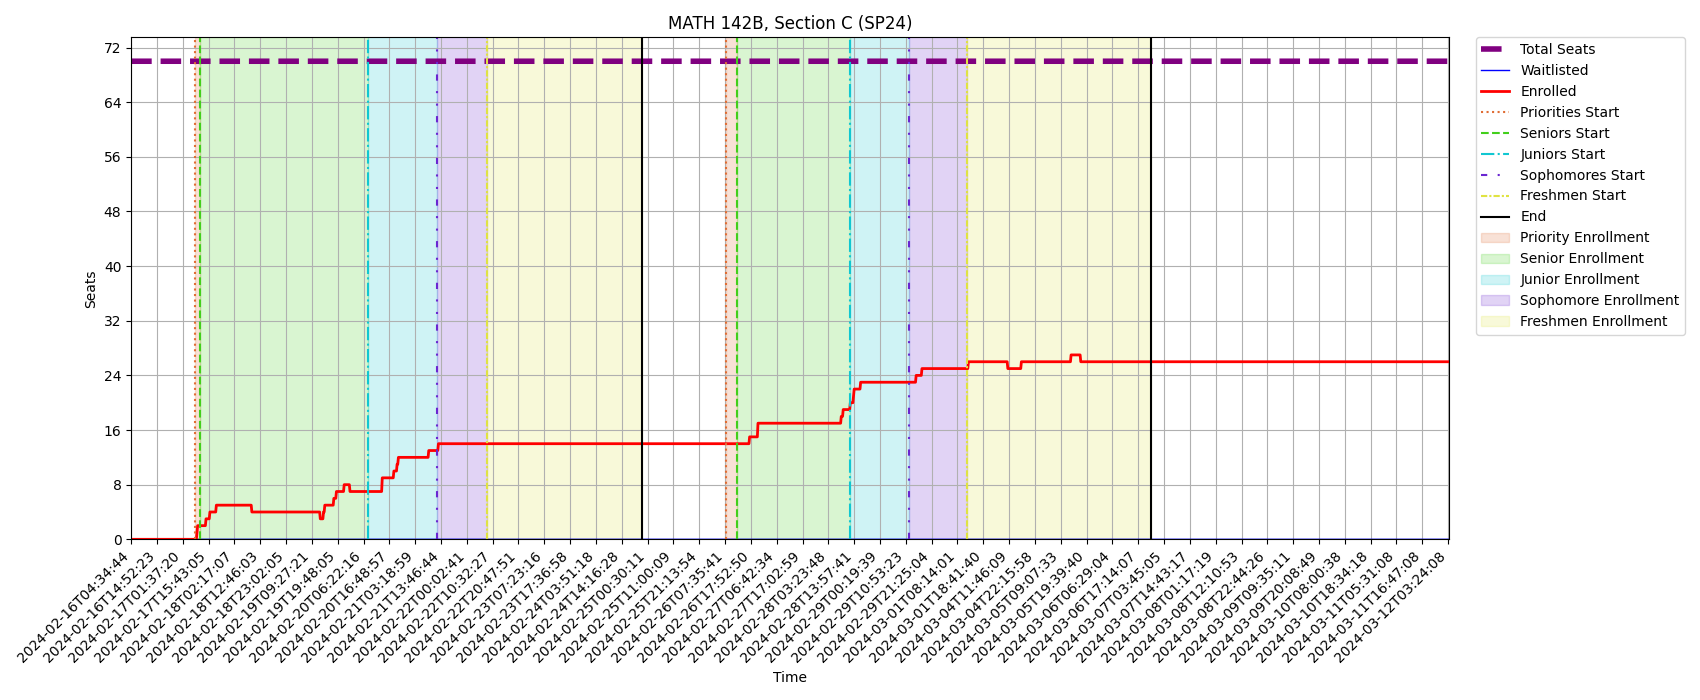 MATH 142B, Section C (SP24)
Seats
72
64
56
48
40
32
24
16
8
0
2024-02-16T04:34:44
2024-02-16T14:52:23
2024-02-17T01:37:20
2024-02-17T15:43:05
2024-02-18T02:17:07
2024-02-18T12:46:03
2024-02-18T23:02:05
2024-02-19T09:27:21
2024-02-19T19:48:05
2024-02-20T06:22:16
2024-02-20T16:48:57
2024-02-21T03:18:59
2024-02-21T13:46:44
2024-02-22T00:02:41
2024-02-22T10:32:27
2024-02-22T20:47:51
2024-02-23T07:23:16
2024-02-23T17:36:58
2024-02-24T03:51:18
2024-02-24T14:16:28
2024-02-25T00:30:11
2024-02-25T11:00:09
2024-02-25T21:13:54
2024-02-26T07:35:41
2024-02-26T17:52:50
2024-02-27T06:42:34
2024-02-27T17:02:59
2024-02-28T03:23:48
2024-02-28T13:57:41
2024-02-29T00:19:39
2024-02-29T10:53:23
2024-02-29T21:25:04
2024-03-01T08:14:01
2024-03-01T18:41:40
2024-03-04T11:46:09
2024-03-04T22:15:58
2024-03-05T09:07:33
2024-03-05T19:39:40
2024-03-06T06:29:04
2024-03-06T17:14:07
2024-03-07T03:45:05
2024-03-07T14:43:17
2024-03-08T01:17:19
2024-03-08T12:10:53
2024-03-08T22:44:26
2024-03-09T09:35:11
2024-03-09T20:08:49
2024-03-10T08:00:38
2024-03-10T18:34:18
2024-03-11T05:31:08
2024-03-11T16:47:08
2024-03-12T03:24:08
Time
Total Seats
Waitlisted
Enrolled
Priorities Start
Seniors Start
Juniors Start
Sophomores Start
Freshmen Start
End
Priority Enrollment
Senior Enrollment
Junior Enrollment
Sophomore Enrollment
Freshmen Enrollment